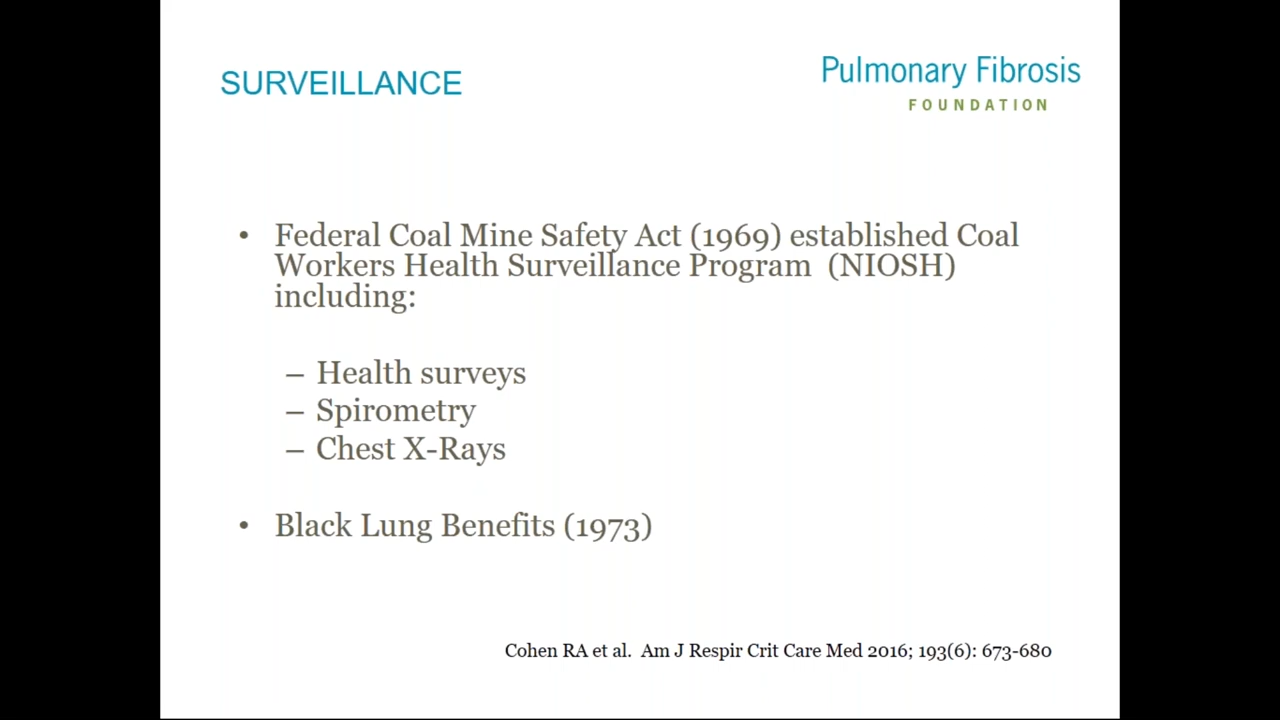 SURVEILLANCE
Pulmonary Fibrosis
FOUNDATION
• Federal Coal Mine Safety Act (1969) established Coal
Workers Health Surveillance Program (NIOSH)
including:
– Health surveys
– Spirometry
– Chest X-Rays
• Black Lung Benefits (1973)
Cohen RA et al. Am J Respir Crit Care Med 2016; 193(6): 673-680